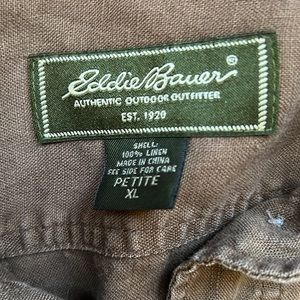 Eddie Bauer®
AUTHENTIC OUTDOOR OUTFITTER
EST. 1920
SHELL:
100% LINEN
MADE IN CHINA
SEE SIDE FOR CARE
PETITE
XL